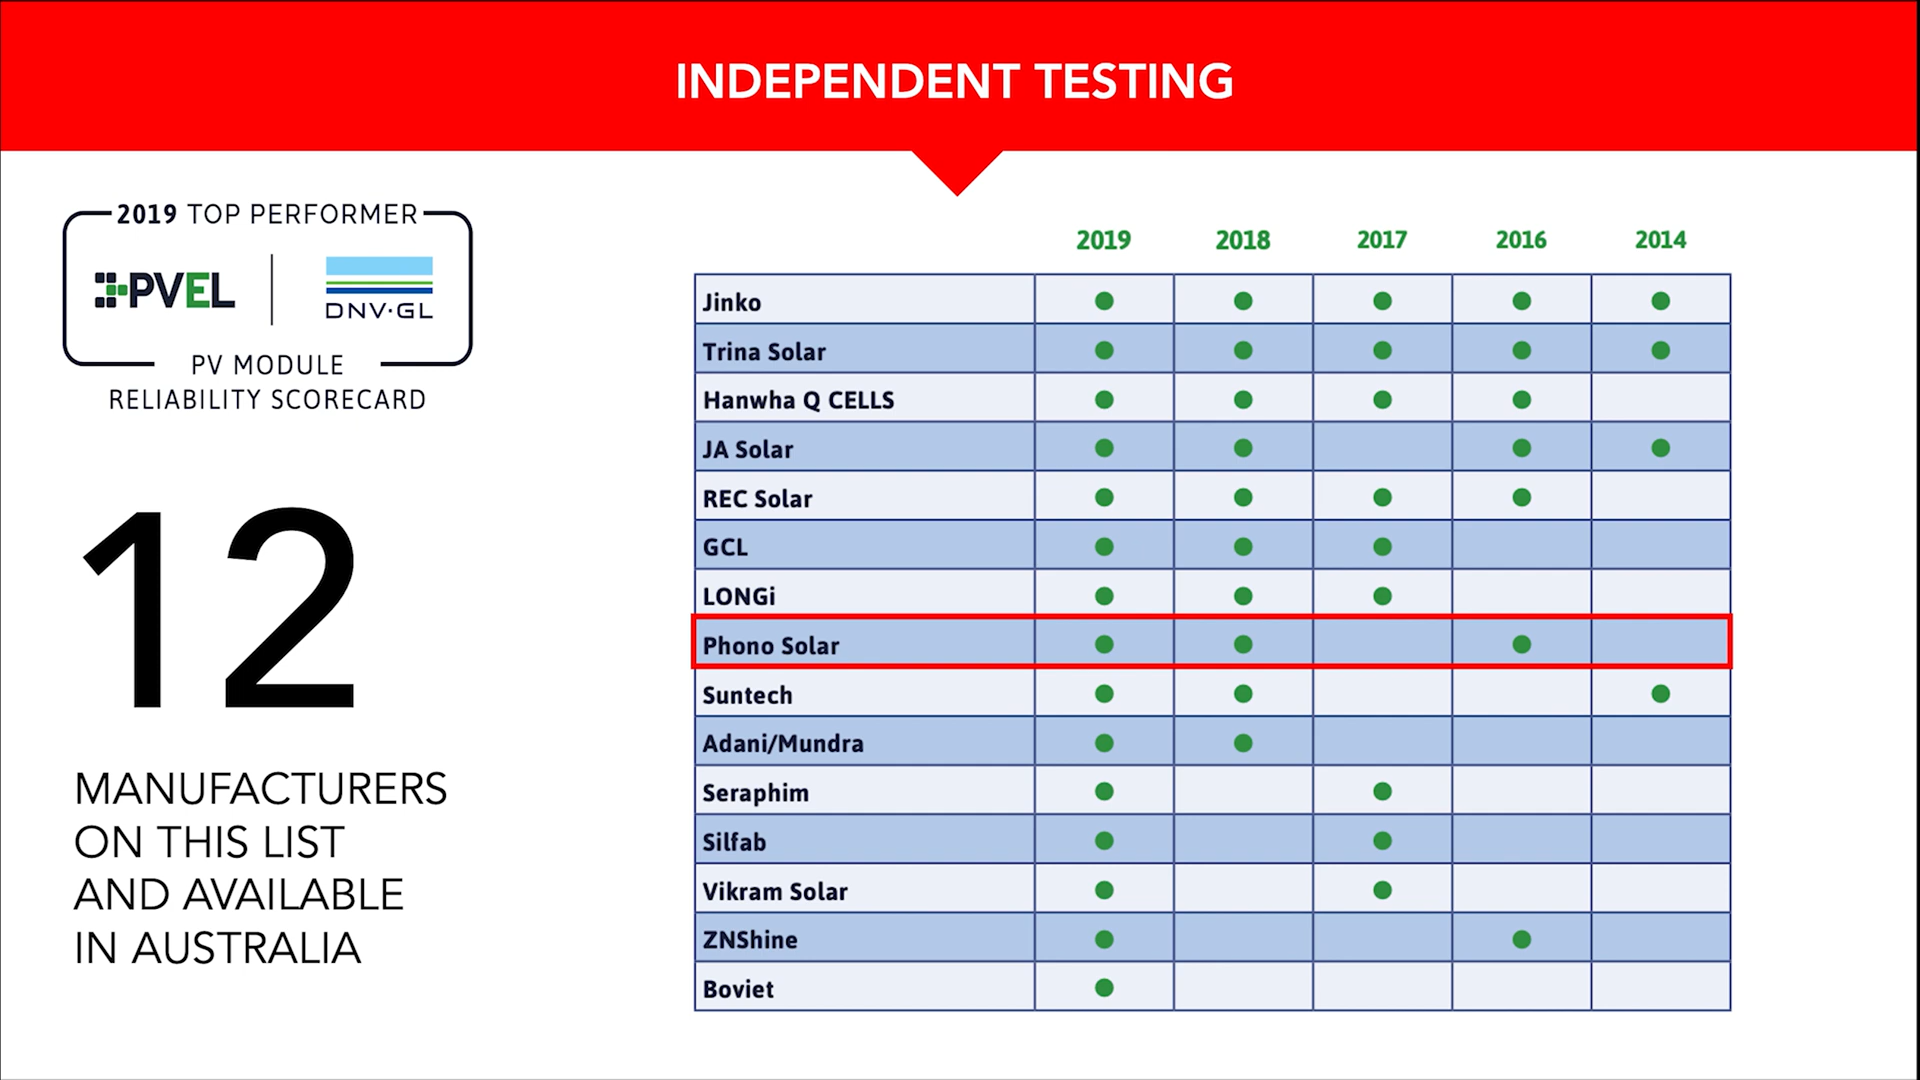 INDEPENDENT TESTING
2019 TOP PERFORMER
PVEL
DNV·GL
PV MODULE
RELIABILITY SCORECARD
12
MANUFACTURERS
ON THIS LIST
AND AVAILABLE
IN AUSTRALIA
2019 2018 2017 2016 2014
Jinko
Trina Solar
Hanwha Q CELLS
JA Solar
REC Solar
GCL
LONGi
Phono Solar
Suntech
Adani/Mundra
Seraphim
Silfab
Vikram Solar
ZNShine
Boviet